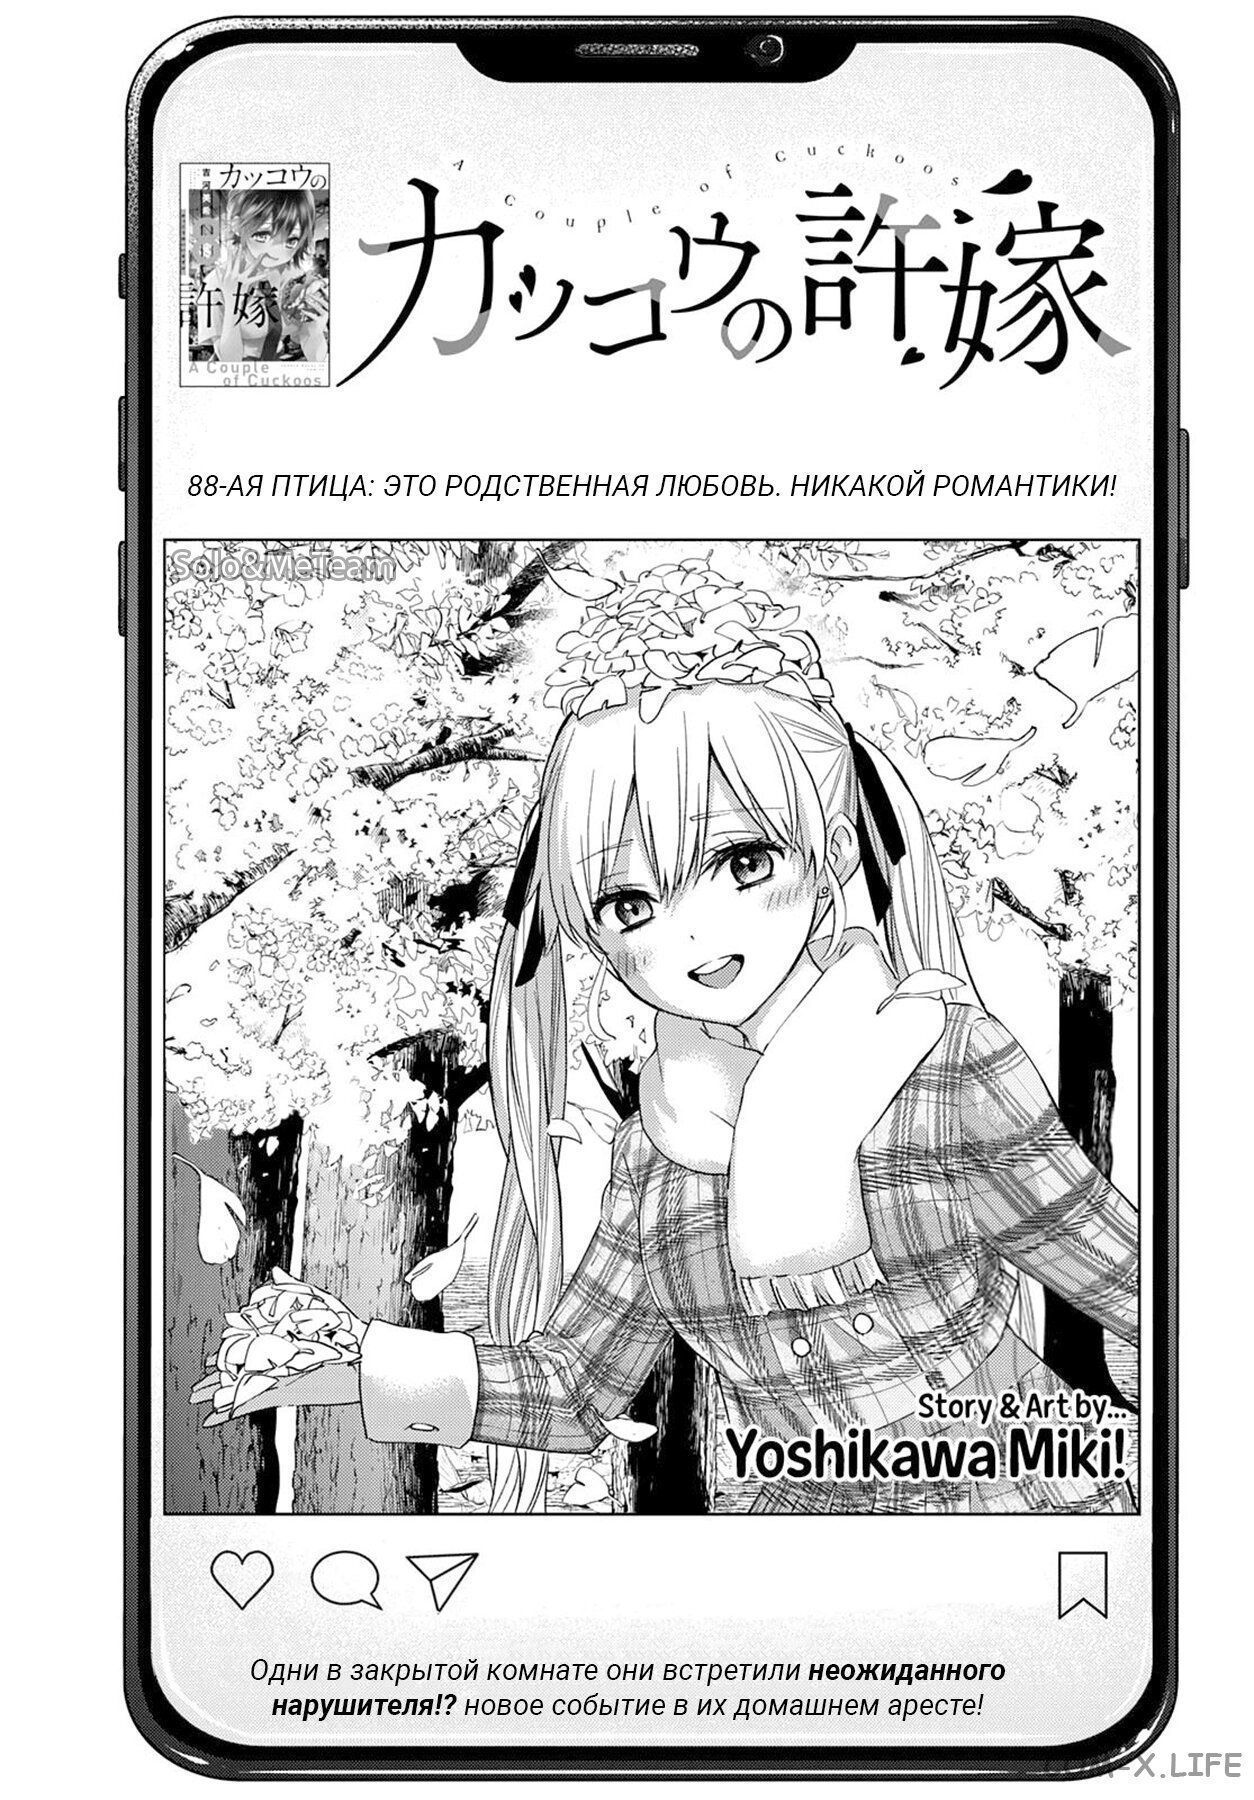 A Couple of Cuckoos
カッコウの許嫁
カッコウの
許嫁
A Couple
of Cuckoos
88-АЯ ПТИЦА: ЭТО РОДСТВЕННАЯ ЛЮБОВЬ. НИКАКОЙ РОМАНТИКИ!
Solo&MeTeam
Story & Art by...
Yoshikawa Miki!
Одни в закрытой комнате они встретили неожиданного
нарушителя!? новое событие в их домашнем аресте!
COM-X.LIFE